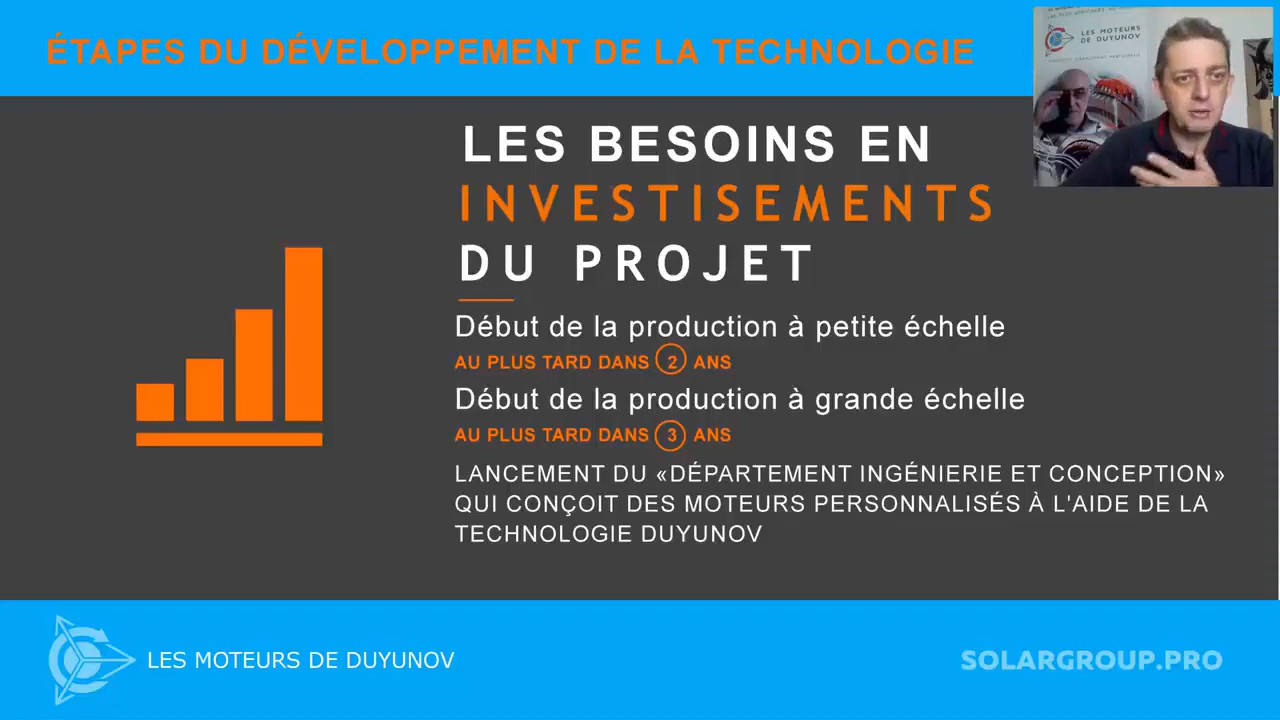 ÉTAPES DU DÉVELOPPEMENT DE LA TECHNOLOGIE
LES MOTEURS
DE DUYUNOV
LES BESOINS EN
INVESTISEMENTS
DU PROJET
Début de la production à petite échelle
AU PLUS TARD DANS 2 ANS
Début de la production à grande échelle
AU PLUS TARD DANS 3 ANS
LANCEMENT DU «DÉPARTEMENT INGÉNIERIE ET CONCEPTION»
QUI CONÇOIT DES MOTEURS PERSONNALISÉS À L'AIDE DE LA
TECHNOLOGIE DUYUNOV
LES MOTEURS DE DUYUNOV
SOLARGROUP.PRO